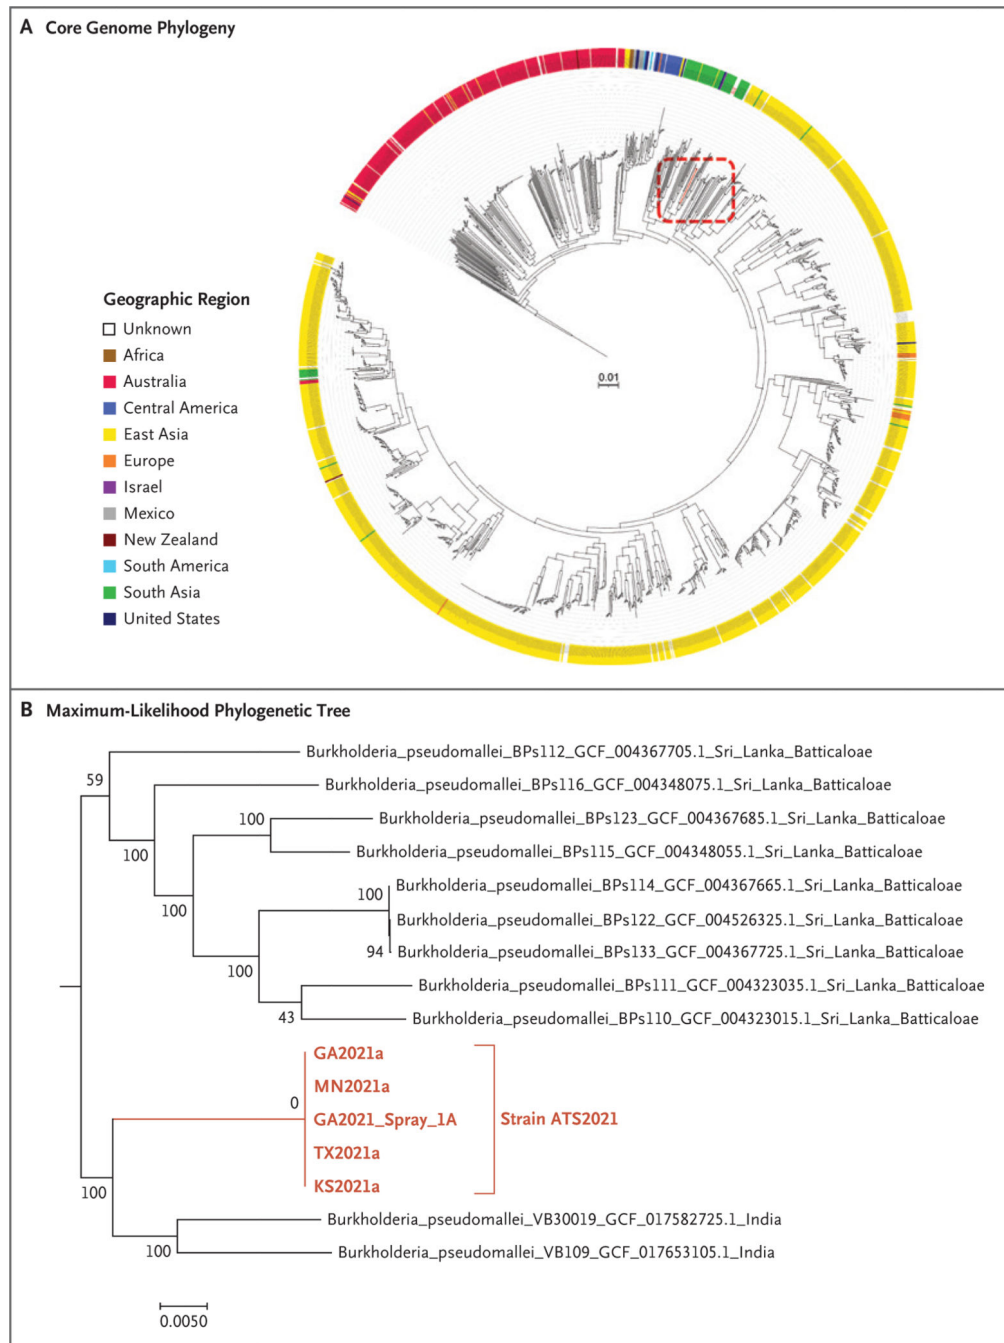 A Core Genome Phylogeny
0.01
Geographic Region
Unknown
Africa
Australia
Central America
East Asia
Europe
Israel
Mexico
New Zealand
South America
South Asia
United States
B Maximum-Likelihood Phylogenetic Tree
Burkholderia_pseudomallei_BPs112_GCF_004367705.1_Sri_Lanka_Batticaloae
59
Burkholderia_pseudomallei_BPs116_GCF_004348075.1_Sri_Lanka_Batticaloae
100 Burkholderia_pseudomallei_BPs123_GCF_004367685.1_Sri_Lanka_Batticaloae
100
Burkholderia_pseudomallei_BPs115_GCF_004348055.1_Sri_Lanka_Batticaloae
100 Burkholderia_pseudomallei_BPs114_GCF_004367665.1_Sri_Lanka_Batticaloae
100
Burkholderia_pseudomallei_BPs122_GCF_004526325.1_Sri_Lanka_Batticaloae
94 Burkholderia_pseudomallei_BPs133_GCF_004367725.1_Sri_Lanka_Batticaloae
100
Burkholderia_pseudomallei_BPs111_GCF_004323035.1_Sri_Lanka_Batticaloae
43 Burkholderia_pseudomallei_BPs110_GCF_004323015.1_Sri_Lanka_Batticaloae
GA2021a
MN2021a
0
GA2021_Spray_1A Strain ATS2021
TX2021a
KS2021a
100
Burkholderia_pseudomallei_VB30019_GCF_017582725.1_India
100 Burkholderia_pseudomallei_VB109_GCF_017653105.1_India
0.0050